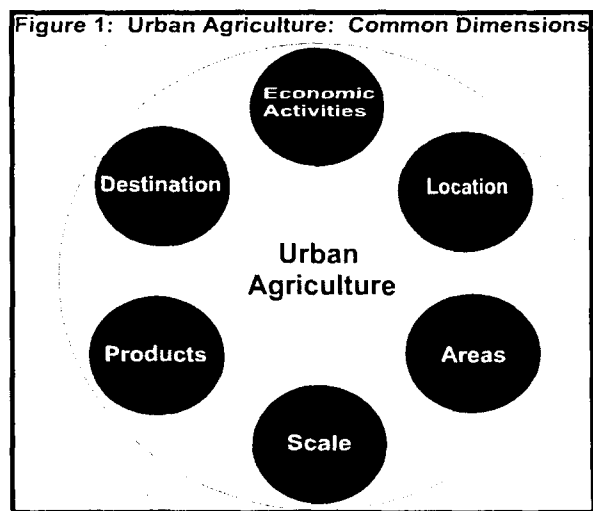 Figure 1: Urban Agriculture: Common Dimensions
Economic
Activities
Destination
Location
Urban
Agriculture
Products
Areas
Scale